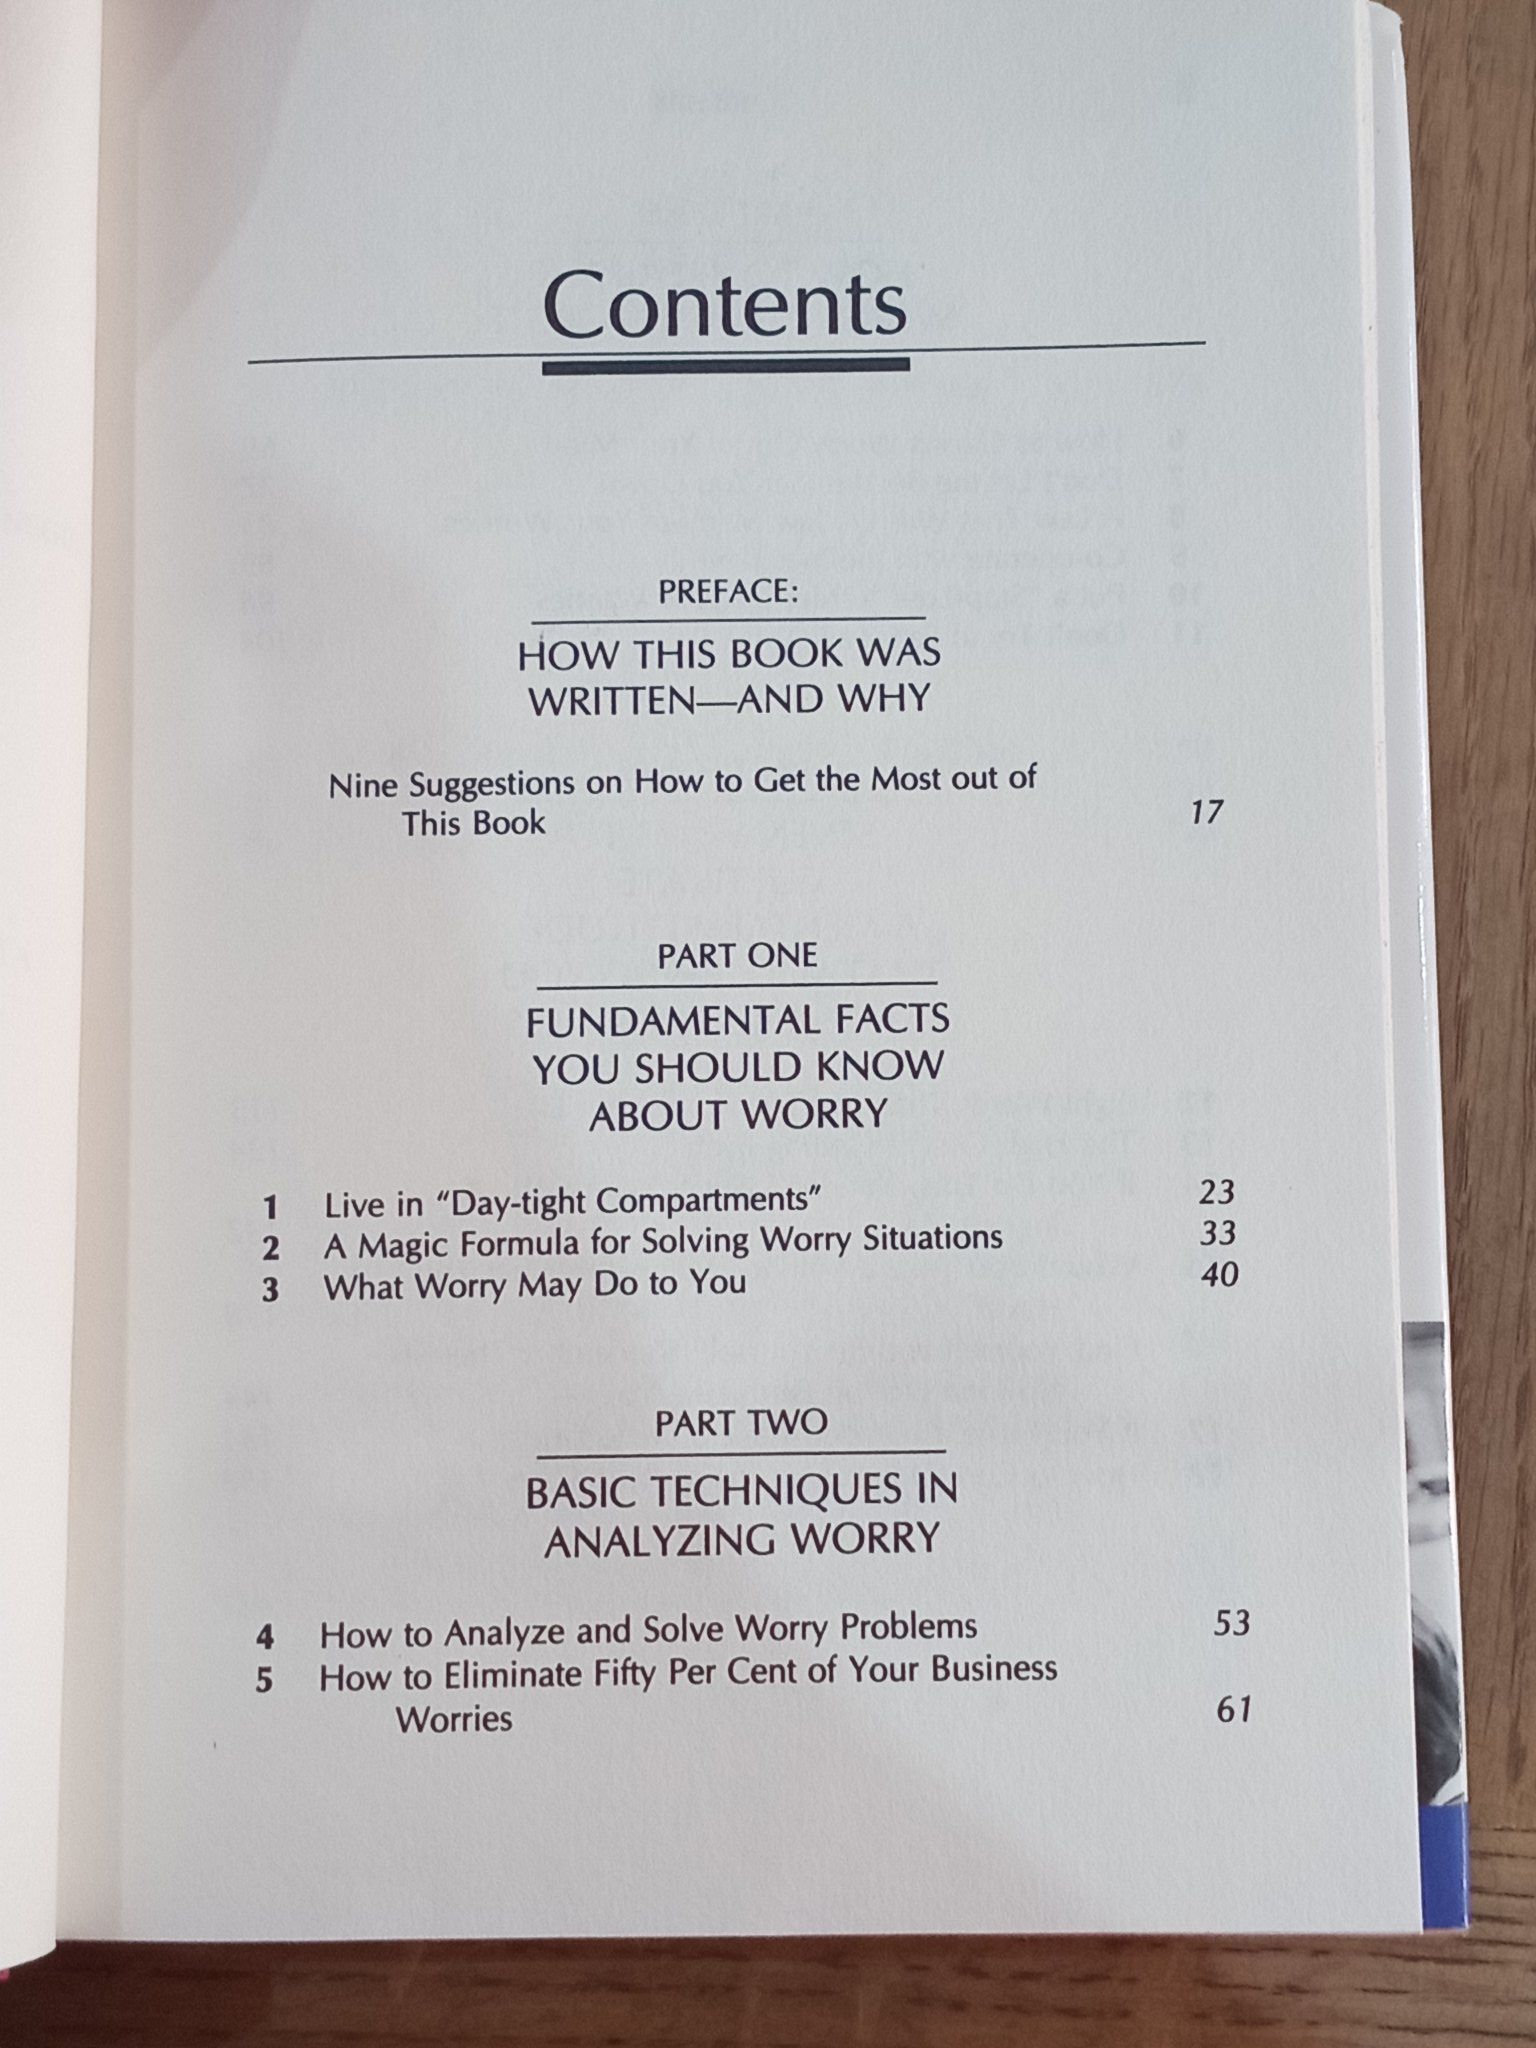 Contents
PREFACE:
HOW THIS BOOK WAS
WRITTEN—AND WHY
Nine Suggestions on How to Get the Most out of
This Book 17
PART ONE
FUNDAMENTAL FACTS
YOU SHOULD KNOW
ABOUT WORRY
1 Live in “Day-tight Compartments” 23
2 A Magic Formula for Solving Worry Situations 33
3 What Worry May Do to You 40
PART TWO
BASIC TECHNIQUES IN
ANALYZING WORRY
4 How to Analyze and Solve Worry Problems 53
5 How to Eliminate Fifty Per Cent of Your Business
Worries 61